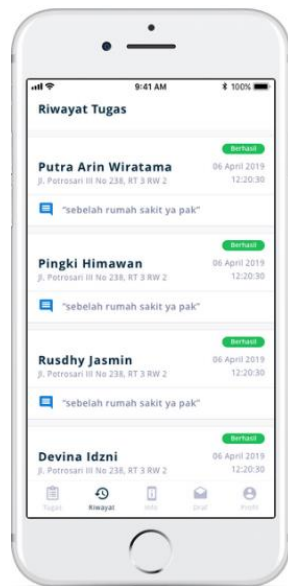 9:41 AM
100%
Riwayat Tugas
Berhasil
Putra Arin Wiratama
06 April 2019
Jl. Potrosari III No 238, RT 3 RW 2
12:20:30
"sebelah rumah sakit ya pak"
Berhasil
Pingki Himawan
06 April 2019
Jl. Potrosari III No 238, RT 3 RW 2
12:20:30
"sebelah rumah sakit ya pak"
Berhasil
Rusdhy Jasmin
06 April 2019
Jl. Potrosari III No 238, RT 3 RW 2
12:20:30
"sebelah rumah sakit ya pak"
Berhasil
Devina Idzni
06 April 2019
Jl. Potrosari III No 238, RT 3 RW 2
12:20:30
Tugas Riwayat Info Draf Profil